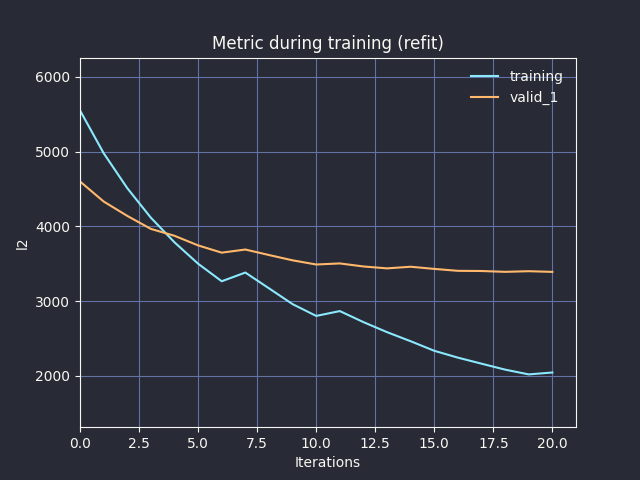 Metric during training (refit)
training
valid_1
6000
5000
4000
3000
2000
l2
0.0 2.5 5.0 7.5 10.0 12.5 15.0 17.5 20.0
Iterations